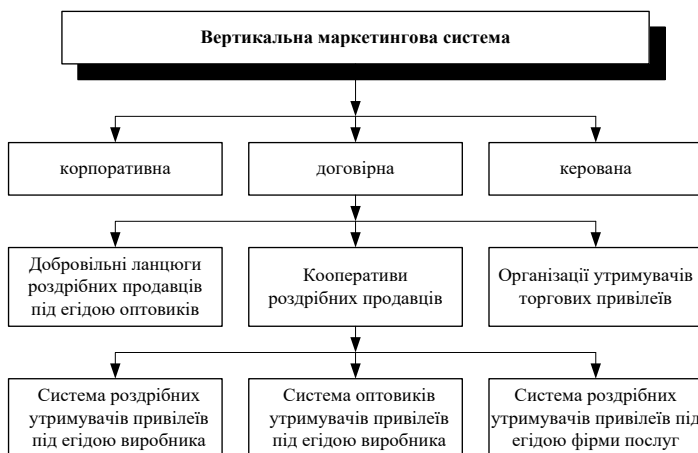 Вертикальна маркетингова система
корпоративна
договірна
керована
Добровільні ланцюги
роздрібних продавців
під егідою оптовиків
Кооперативи
роздрібних продавців
Організації утримувачів
торгових привілеїв
Система роздрібних
утримувачів привілеїв
під егідою виробника
Система оптовиків
утримувачів привілеїв
під егідою виробника
Система роздрібних
утримувачів привілеїв під
егідою фірми послуг